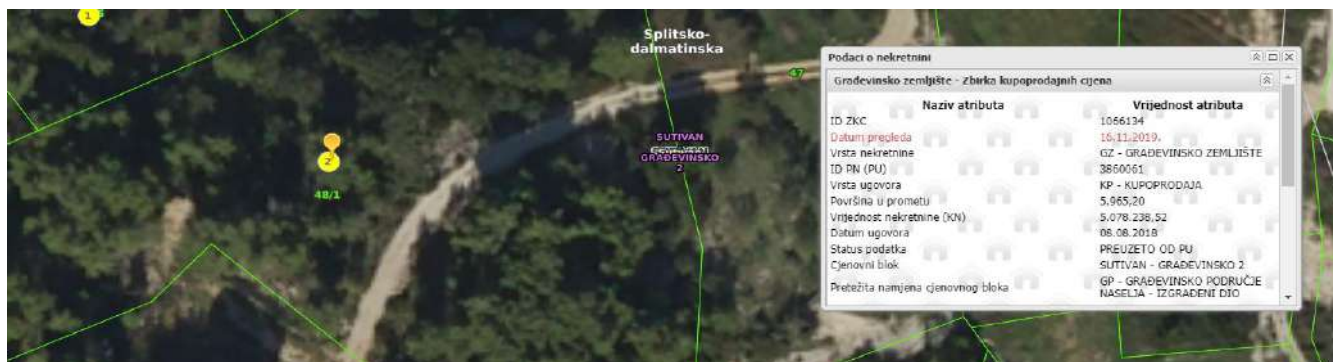 1
Splitsko-
dalmatinska
47
SUTIVAN
GRAĐEVINSKO
2
2
48/1
Podaci o nekretnini
Građevinsko zemljište - Zbirka kupoprodajnih cijena
Naziv atributa Vrijednost atributa
ID ZKC 1066134
Datum pregleda 16.11.2019.
Vrsta nekretnine GZ - GRAĐEVINSKO ZEMLJIŠTE
ID PN (PU) 3860061
Vrsta ugovora KP - KUPOPRODAJA
Površina u prometu 5.965,20
Vrijednost nekretnine (KN) 5.078.238,52
Datum ugovora 08.08.2018
Status podatka PREUZETO OD PU
Cjenovni blok SUTIVAN - GRAĐEVINSKO 2
Pretežita namjena cjenovnog bloka GP - GRAĐEVINSKO PODRUČJE
NASELJA - IZGRAĐENI DIO